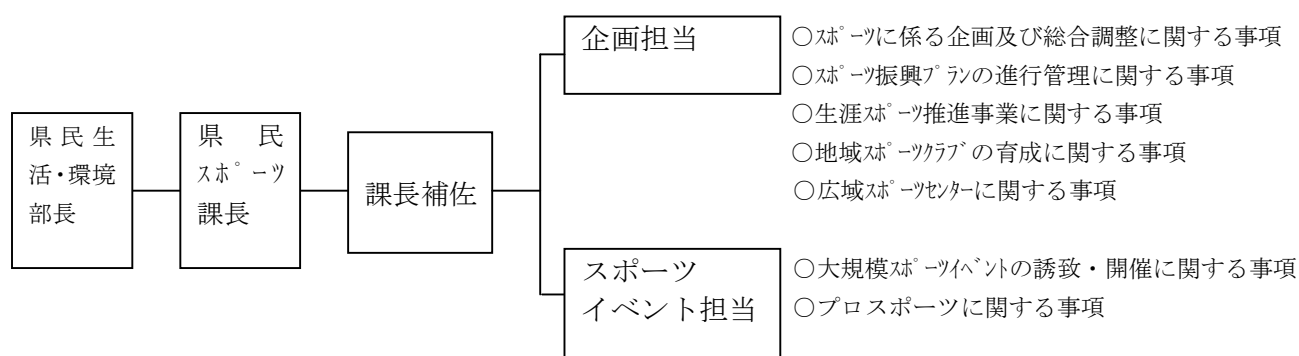 県民生
活・環境
部長
県　民
ｽﾎﾟｰﾂ
課長
課長補佐
企画担当
○ｽﾎﾟｰﾂに係る企画及び総合調整に関する事項
○ｽﾎﾟｰﾂ振興ﾌﾟﾗﾝの進行管理に関する事項
○生涯ｽﾎﾟｰﾂ推進事業に関する事項
○地域ｽﾎﾟｰﾂｸﾗﾌﾞの育成に関する事項
○広域ｽﾎﾟｰﾂｾﾝﾀｰに関する事項
スポーツ
イベント担当
○大規模ｽﾎﾟｰﾂｲﾍﾞﾝﾄの誘致・開催に関する事項
○プロスポーツに関する事項